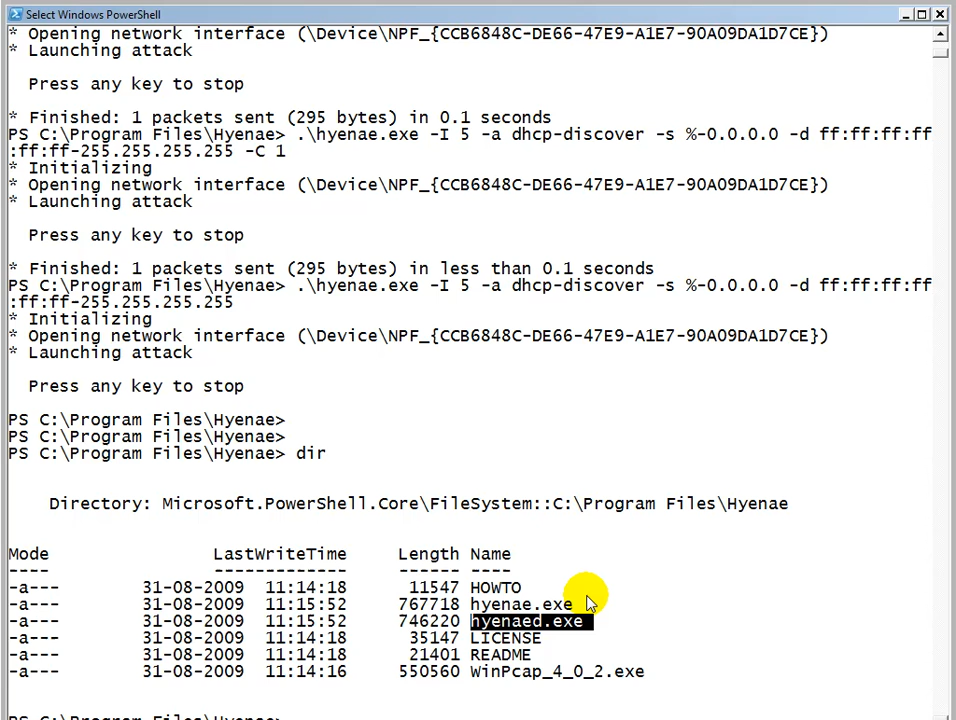 Select Windows PowerShell
* Opening network interface (\Device\NPF_{CCB6848C-DE66-47E9-A1E7-90A09DA1D7CE})
* Launching attack
Press any key to stop
* Finished: 1 packets sent (295 bytes) in 0.1 seconds
PS C:\Program Files\Hyenae> .\hyenae.exe -I 5 -a dhcp-discover -s %-0.0.0.0 -d ff:ff:ff:ff
:ff:ff-255.255.255.255 -C 1
* Initializing
* Opening network interface (\Device\NPF_{CCB6848C-DE66-47E9-A1E7-90A09DA1D7CE})
* Launching attack
Press any key to stop
* Finished: 1 packets sent (295 bytes) in less than 0.1 seconds
PS C:\Program Files\Hyenae> .\hyenae.exe -I 5 -a dhcp-discover -s %-0.0.0.0 -d ff:ff:ff:ff
:ff:ff-255.255.255.255
* Initializing
* Opening network interface (\Device\NPF_{CCB6848C-DE66-47E9-A1E7-90A09DA1D7CE})
* Launching attack
Press any key to stop
PS C:\Program Files\Hyenae>
PS C:\Program Files\Hyenae>
PS C:\Program Files\Hyenae> dir
Directory: Microsoft.PowerShell.Core\FileSystem::C:\Program Files\Hyenae
Mode LastWriteTime Length Name
---- ------------- ------ ----
-a--- 31-08-2009 11:14:18 11547 HOWTO
-a--- 31-08-2009 11:15:52 767718 hyenae.exe
-a--- 31-08-2009 11:15:52 746220 hyenaed.exe
-a--- 31-08-2009 11:14:18 35147 LICENSE
-a--- 31-08-2009 11:14:18 21401 README
-a--- 31-08-2009 11:14:16 550560 WinPcap_4_0_2.exe
PS C:\Program Files\Hyenae>